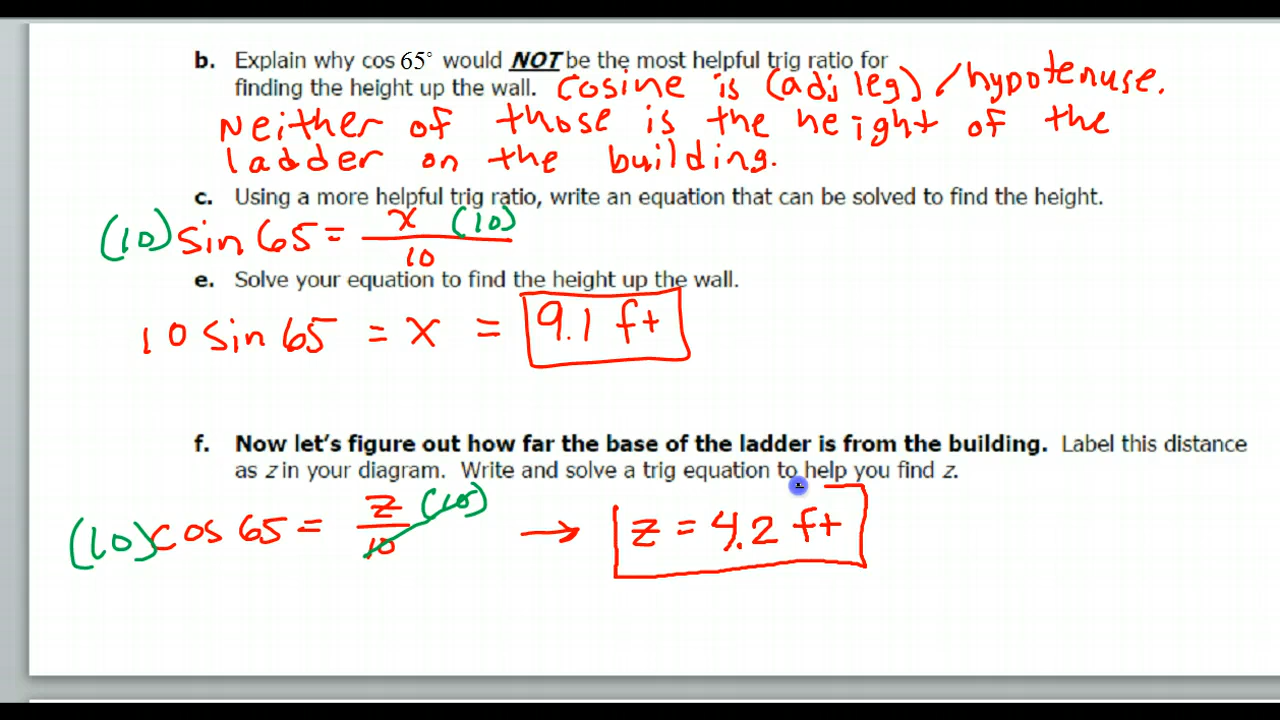 b. Explain why cos 65° would NOT be the most helpful trig ratio for
finding the height up the wall. Cosine is (adj leg) / hypotenuse.
Neither of those is the height of the
ladder on the building.
c. Using a more helpful trig ratio, write an equation that can be solved to find the height.
(10) sin 65 = x/10 (10)
e. Solve your equation to find the height up the wall.
10 sin 65 = x = 9.1 ft
f. Now let's figure out how far the base of the ladder is from the building. Label this distance
as z in your diagram. Write and solve a trig equation to help you find z.
(10) cos 65 = z/10 (10) → z = 4.2 ft